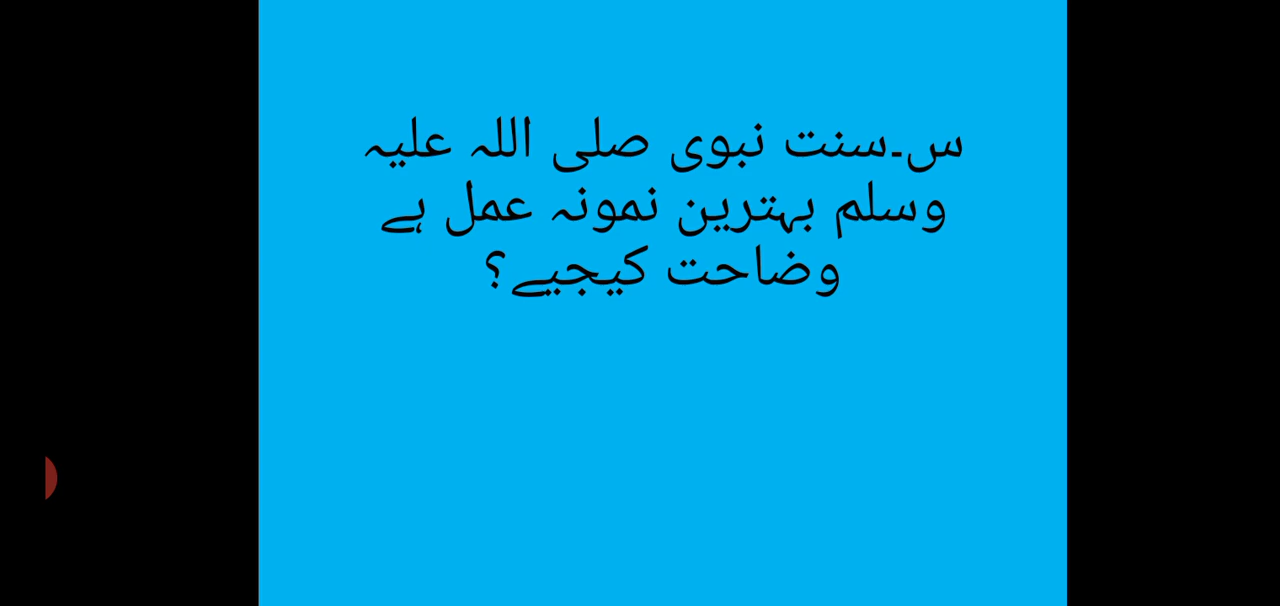 س۔سنت نبوی صلی اللہ علیہ
وسلم بہترین نمونہ عمل ہے
وضاحت کیجیے؟